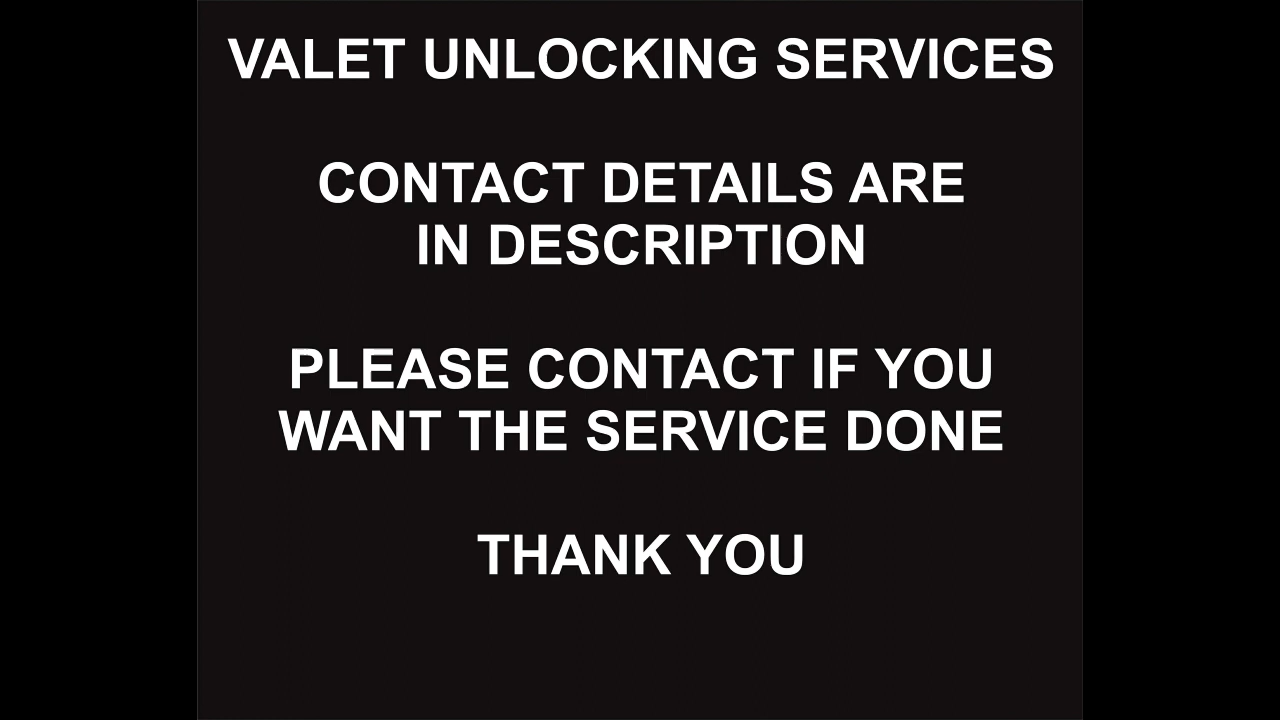 VALET UNLOCKING SERVICES
CONTACT DETAILS ARE
IN DESCRIPTION
PLEASE CONTACT IF YOU
WANT THE SERVICE DONE
THANK YOU